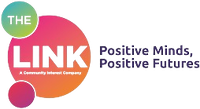 THE
LINK
A Community Interest Company
Positive Minds,
Positive Futures